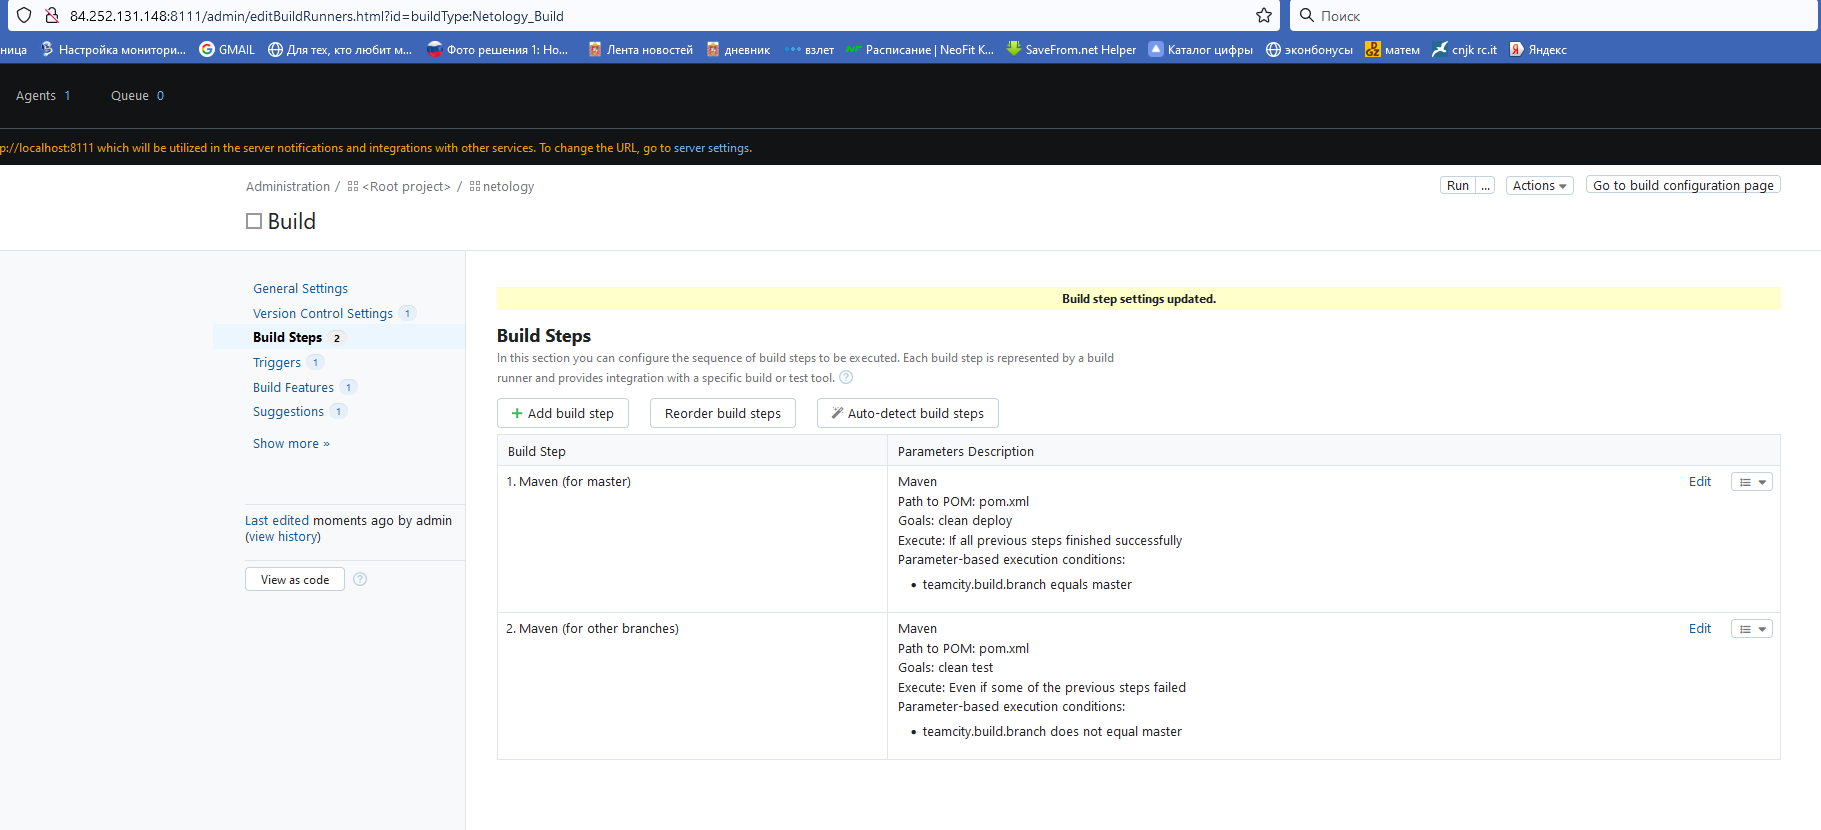 84.252.131.148:8111/admin/editBuildRunners.html?id=buildType:Netology_Build
Поиск
ница Настройка монитори... GMAIL Для тех, кто любит м... Фото решения 1: Но... Лента новостей дневник взлет Расписание | NeoFit К... SaveFrom.net Helper Каталог цифры эконбонусы матем cnjk rc.it Яндекс
Agents 1 Queue 0
p://localhost:8111 which will be utilized in the server notifications and integrations with other services. To change the URL, go to server settings.
Administration / <Root project> / netology
Run ... Actions Go to build configuration page
Build
General Settings
Version Control Settings 1
Build Steps 2
Triggers 1
Build Features 1
Suggestions 1
Show more »
Last edited moments ago by admin
(view history)
View as code ?
Build step settings updated.
Build Steps
In this section you can configure the sequence of build steps to be executed. Each build step is represented by a build
runner and provides integration with a specific build or test tool. ?
+ Add build step Reorder build steps Auto-detect build steps
Build Step Parameters Description
1. Maven (for master) Maven Edit
Path to POM: pom.xml
Goals: clean deploy
Execute: If all previous steps finished successfully
Parameter-based execution conditions:
• teamcity.build.branch equals master
2. Maven (for other branches) Maven Edit
Path to POM: pom.xml
Goals: clean test
Execute: Even if some of the previous steps failed
Parameter-based execution conditions:
• teamcity.build.branch does not equal master